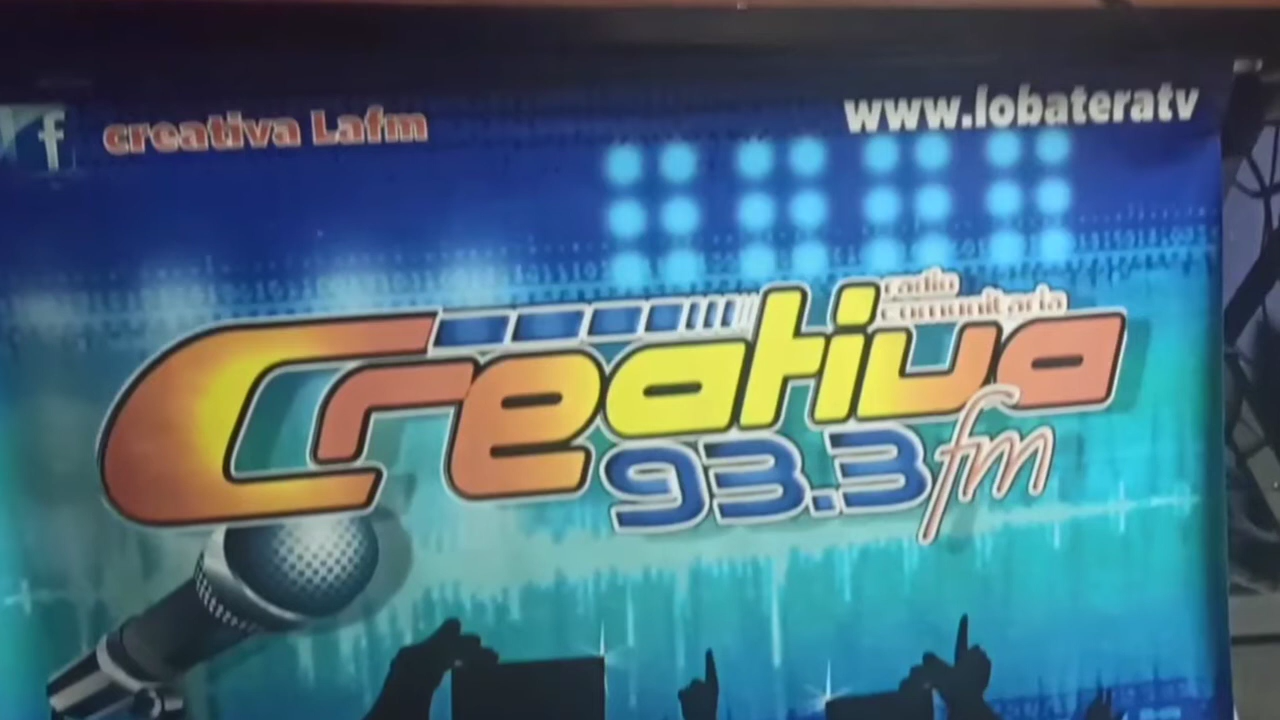 f creativa Lafm
www.lobateratv
Creativa
radio
comunitaria
93.3 fm